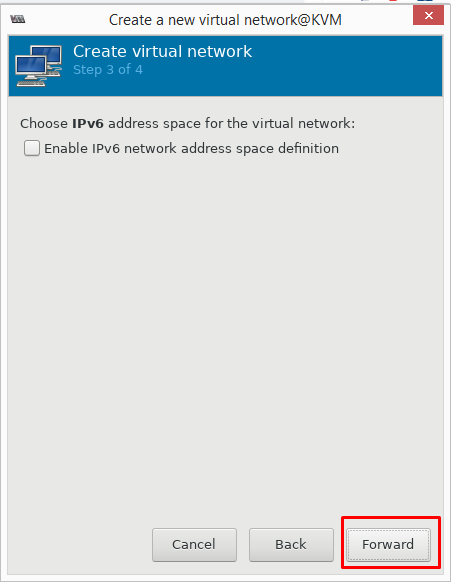 Create a new virtual network@KVM
Create virtual network
Step 3 of 4
Choose IPv6 address space for the virtual network:
Enable IPv6 network address space definition
Cancel
Back
Forward